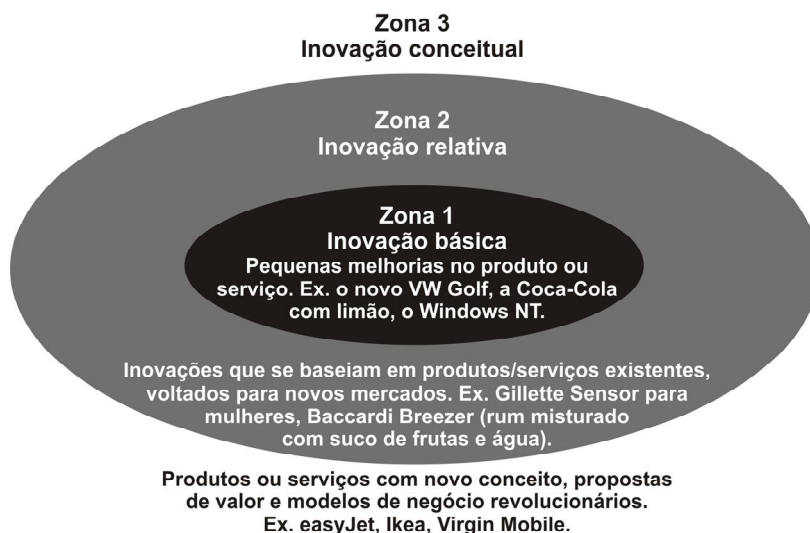 Zona 3
Inovação conceitual
Zona 2
Inovação relativa
Zona 1
Inovação básica
Pequenas melhorias no produto ou
serviço. Ex. o novo VW Golf, a Coca-Cola
com limão, o Windows NT.
Inovações que se baseiam em produtos/serviços existentes,
voltados para novos mercados. Ex. Gillette Sensor para
mulheres, Baccardi Breezer (rum misturado
com suco de frutas e água).
Produtos ou serviços com novo conceito, propostas
de valor e modelos de negócio revolucionários.
Ex. easyJet, Ikea, Virgin Mobile.